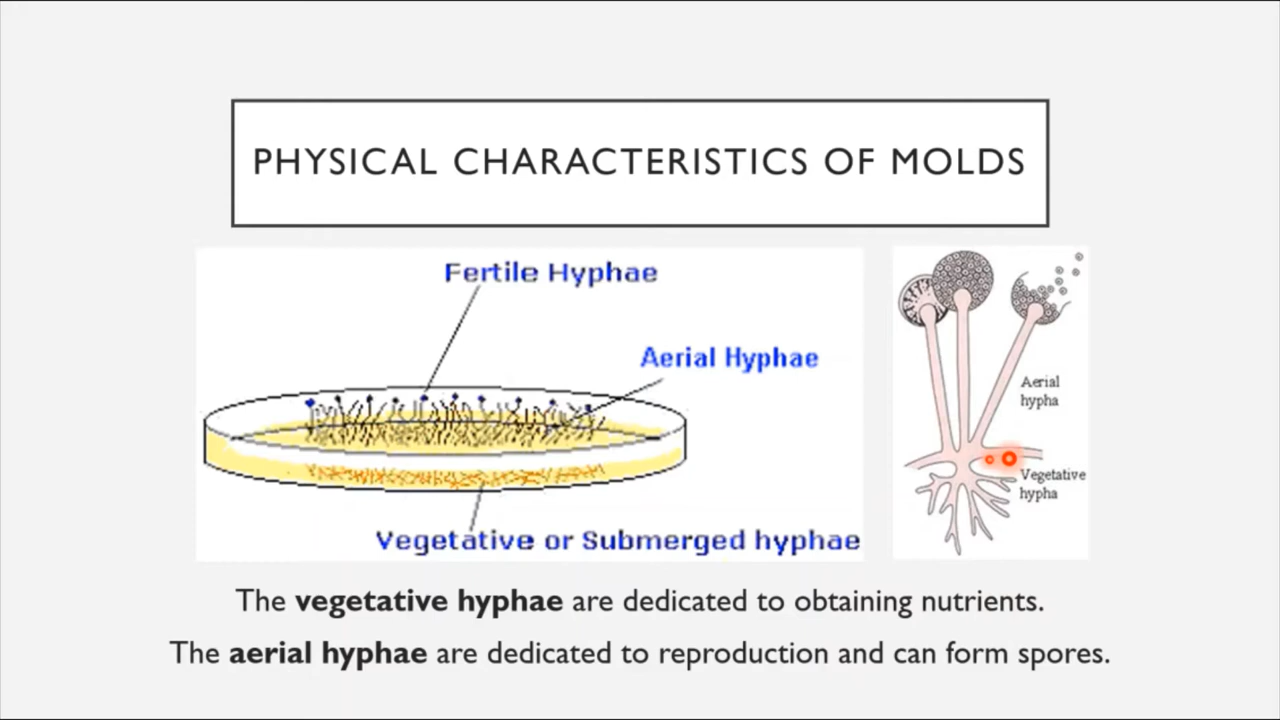 PHYSICAL CHARACTERISTICS OF MOLDS
Fertile Hyphae
Aerial Hyphae
Vegetative or Submerged hyphae
Aerial
hypha
Vegetative
hypha
The vegetative hyphae are dedicated to obtaining nutrients.
The aerial hyphae are dedicated to reproduction and can form spores.